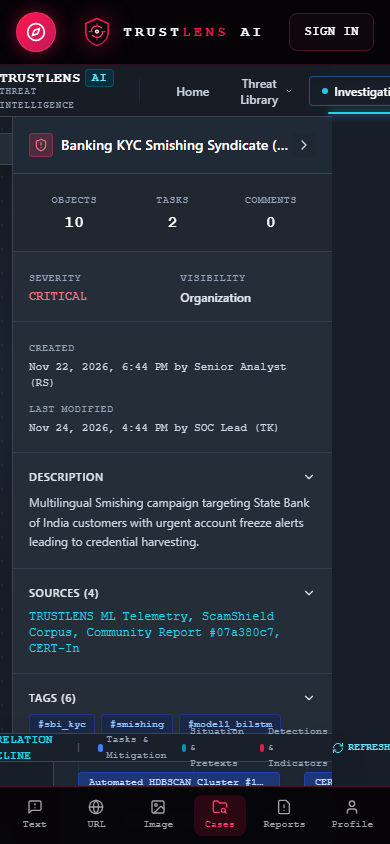 TRUSTLENS AI
SIGN IN
TRUSTLENS AI
THREAT
INTELLIGENCE
Home
Threat
Library
Investigati
Banking KYC Smishing Syndicate (...
OBJECTS
TASKS
COMMENTS
10
2
0
SEVERITY
VISIBILITY
CRITICAL
Organization
CREATED
Nov 22, 2026, 6:44 PM by Senior Analyst
(RS)
LAST MODIFIED
Nov 24, 2026, 4:44 PM by SOC Lead (TK)
DESCRIPTION
Multilingual Smishing campaign targeting State Bank
of India customers with urgent account freeze alerts
leading to credential harvesting.
SOURCES (4)
TRUSTLENS ML Telemetry, ScamShield
Corpus, Community Report #07a380c7,
CERT-In
TAGS (6)
#sbi_kyc
#smishing
#model1_bilstm
RELATION
LINE
Tasks &
Mitigation
Situation
&
Pretexts
Detections
&
Indicators
REFRESH
Automated HDBSCAN Cluster #1…
CER
Text
URL
Image
Cases
Reports
Profile